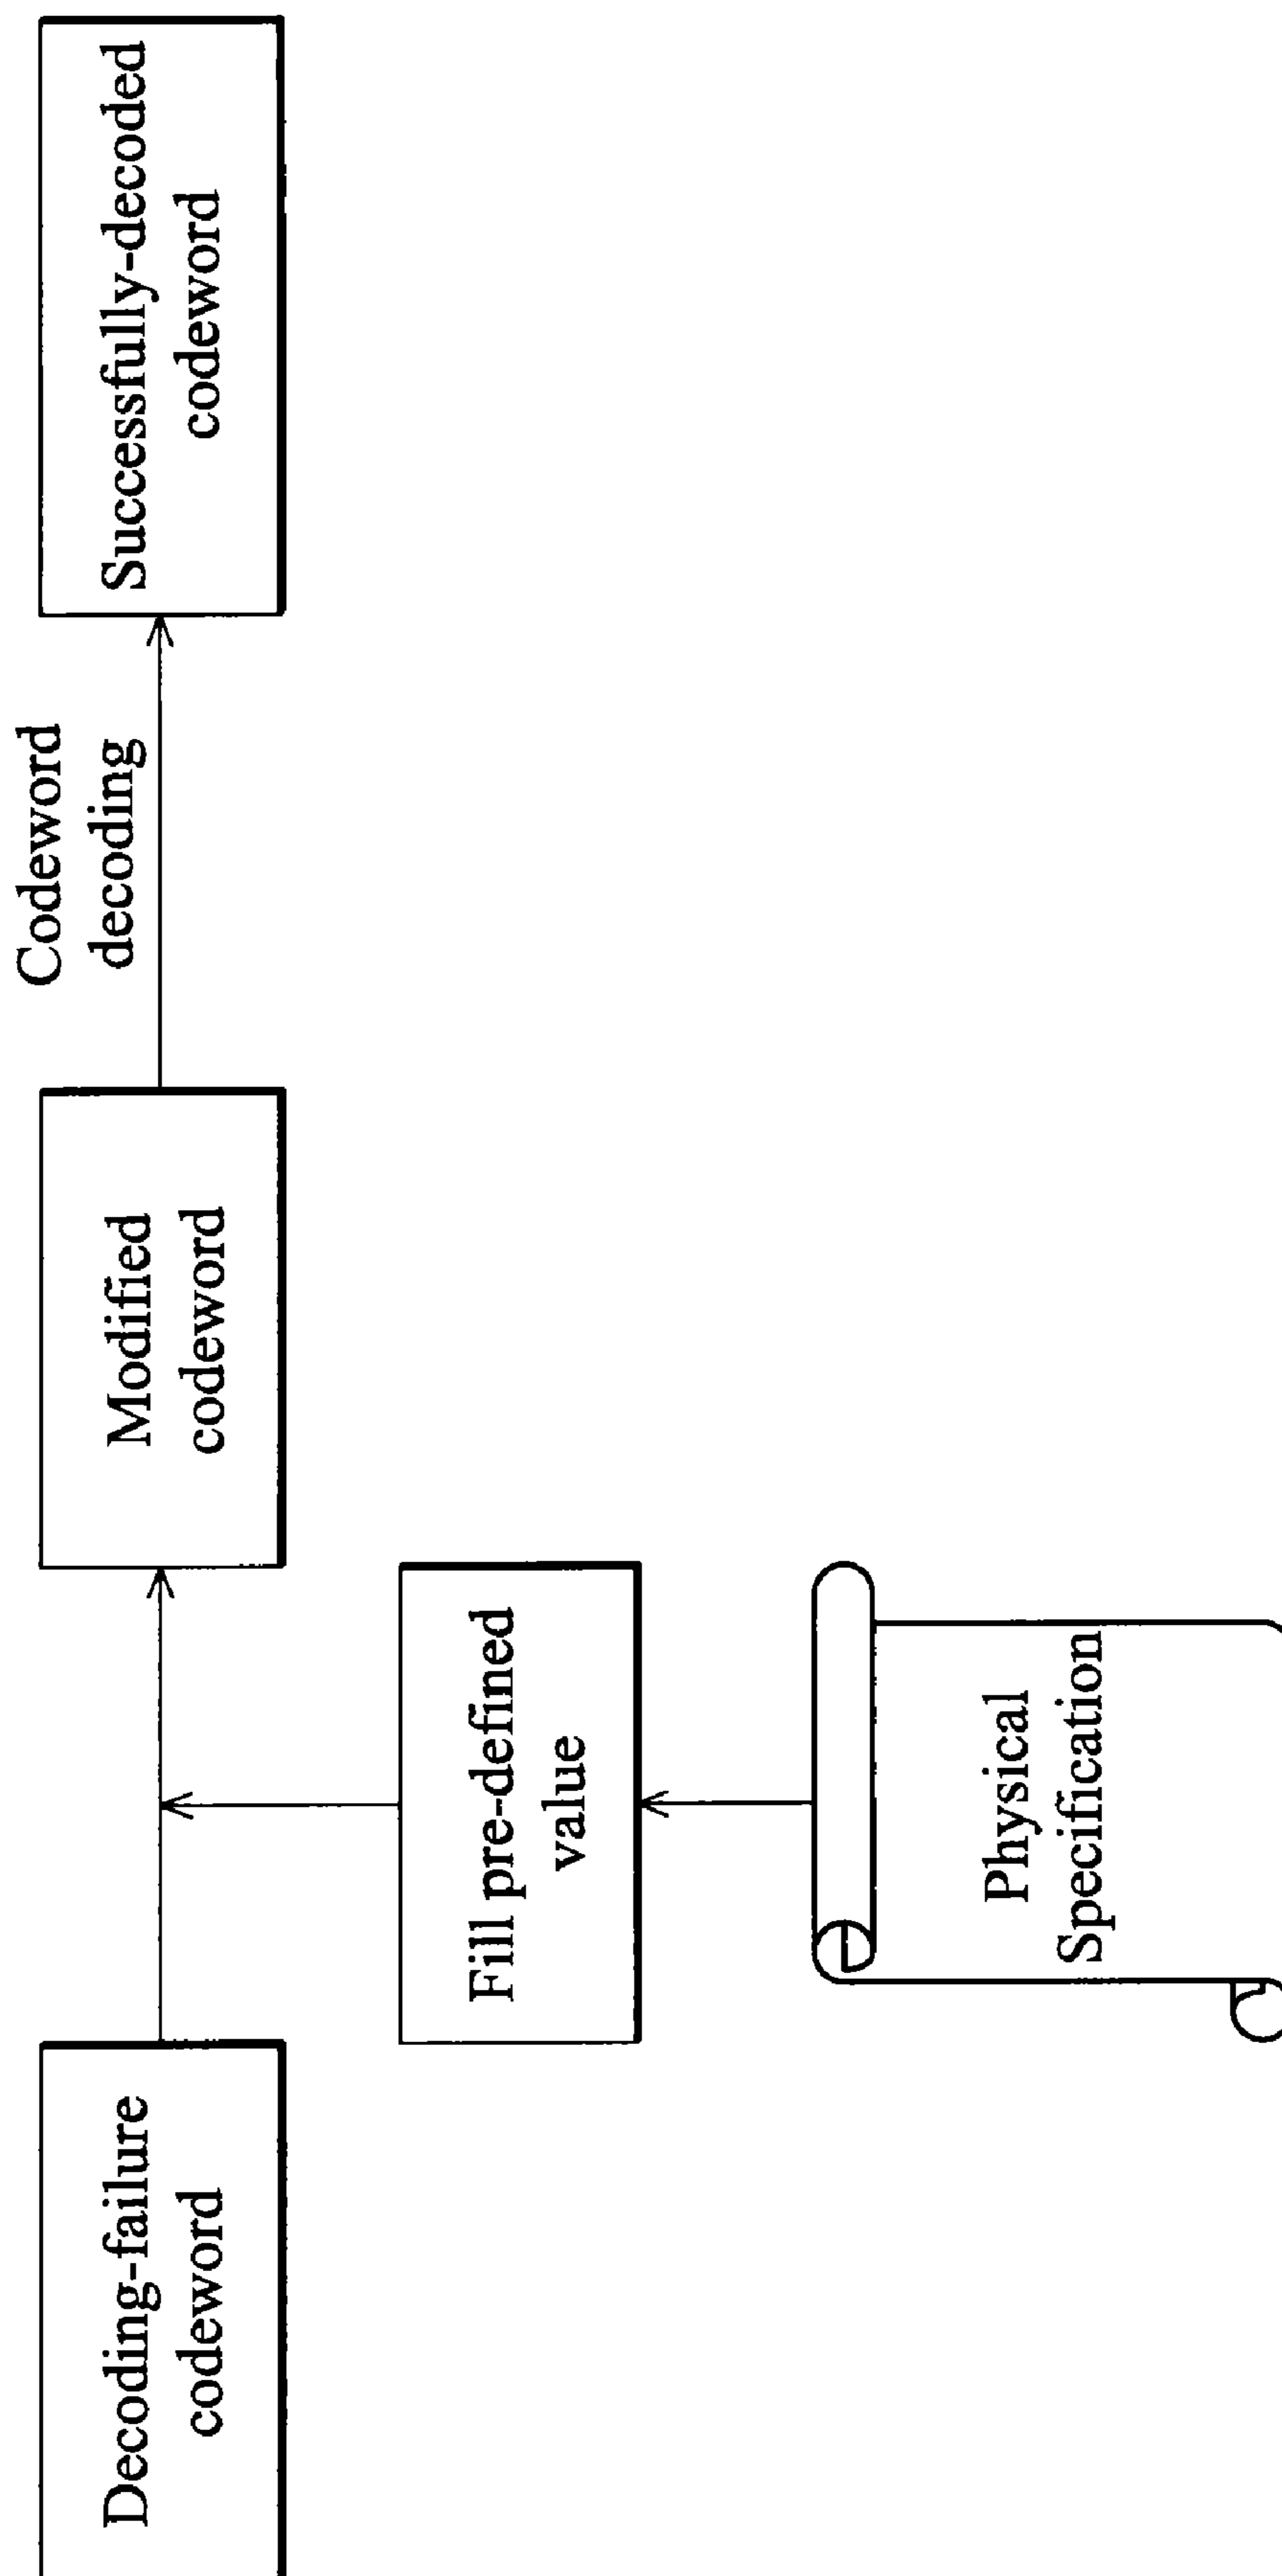 Decoding-failure
codeword
Modified
codeword
Codeword
decoding
Successfully-decoded
codeword
Fill pre-defined
value
Physical
Specification